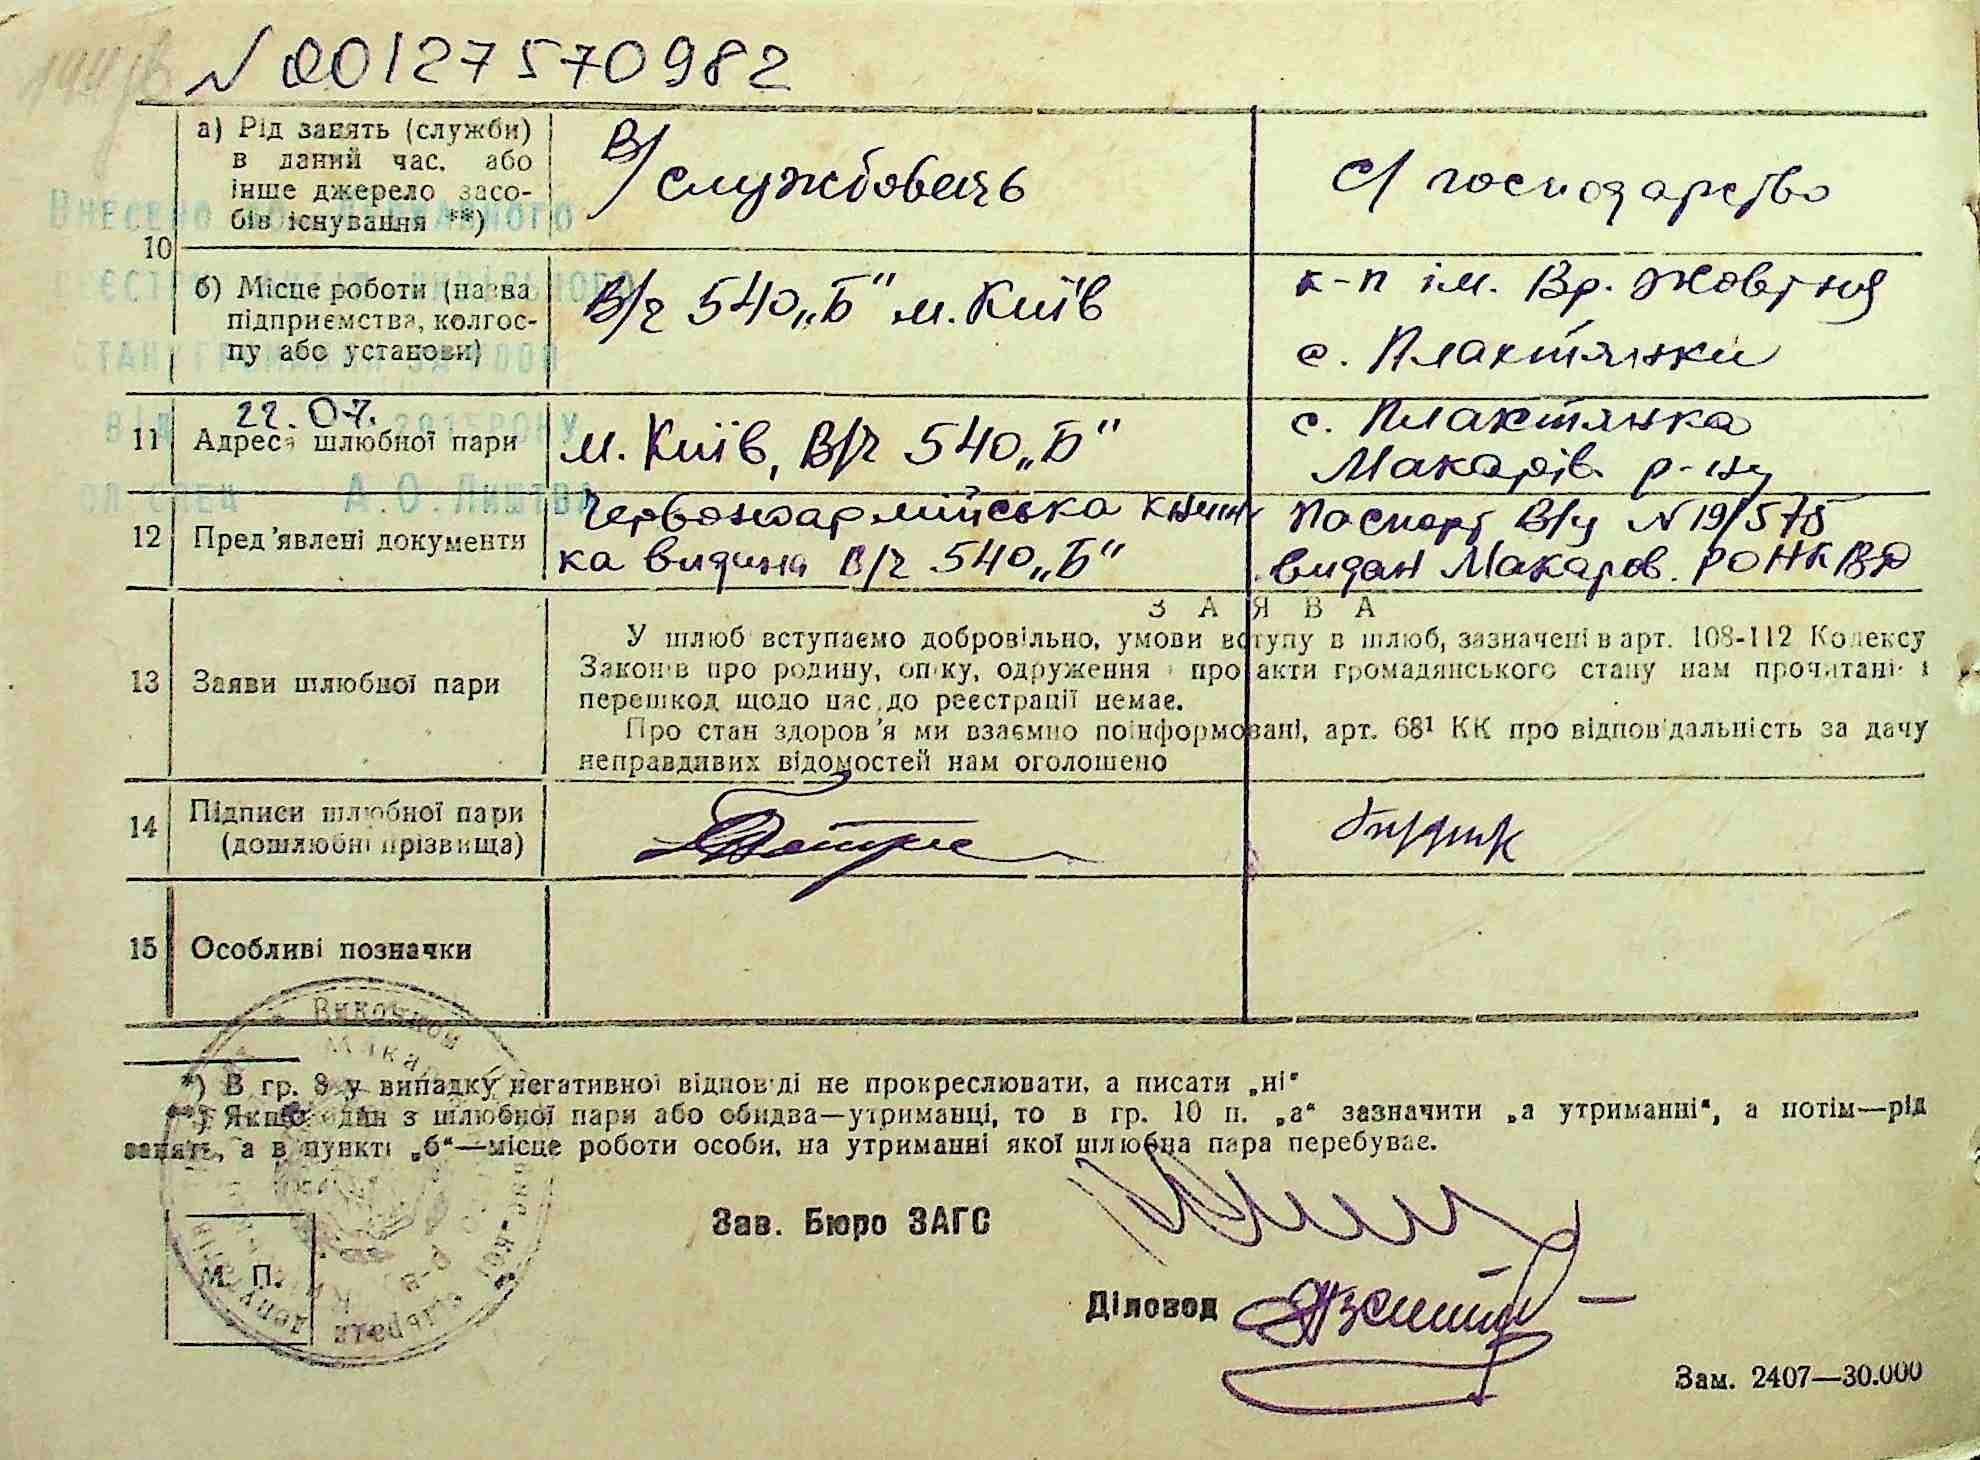 N 00127570982
а) Рід занять (служби) в даний час, або інше джерело засобів існування **)
В/службовець
с/господарство
10
б) Місце роботи (назва підприємства, колгоспу або установи)
В/ч 540 „Б" м. Київ
к-п ім. Вр. Жовтня
с. Плахтянки
22.07.
11 Адреса шлюбної пари
м. Київ, В/ч 540 „Б"
с. Плахтянка
Макарів. р-ну
12 Пред'явлені документи
Червоноармійська книж
ка видана В/ч 540 „Б"
Паспорт В/у N 19/575
видан Макаров. РОНКВД
ЗАЯВА
13 Заяви шлюбної пари
У шлюб вступаємо добровільно, умови вступу в шлюб, зазначені в арт. 108-112 Кодексу
Законів про родину, опіку, одруження і про акти громадянського стану нам прочитані і
перешкод щодо нас до реєстрації немає.
Про стан здоров'я ми взаємно поінформовані, арт. 68¹ КК про відповідальність за дачу
неправдивих відомостей нам оголошено
14 Підписи шлюбної пари
(дошлюбні прізвища)
15 Особливі позначки
*) В гр. 8 у випадку негативної відповіді не прокреслювати, а писати „ні"
**) Якщо один з шлюбної пари або обидва—утриманці, то в гр. 10 п. „а" зазначити „а утриманні", а потім—рід
занять, а в пункті „б"—місце роботи особи, на утриманні якої шлюбна пара перебуває.
Зав. Бюро ЗАГС
М. П.
Діловод
Зам. 2407—30.000